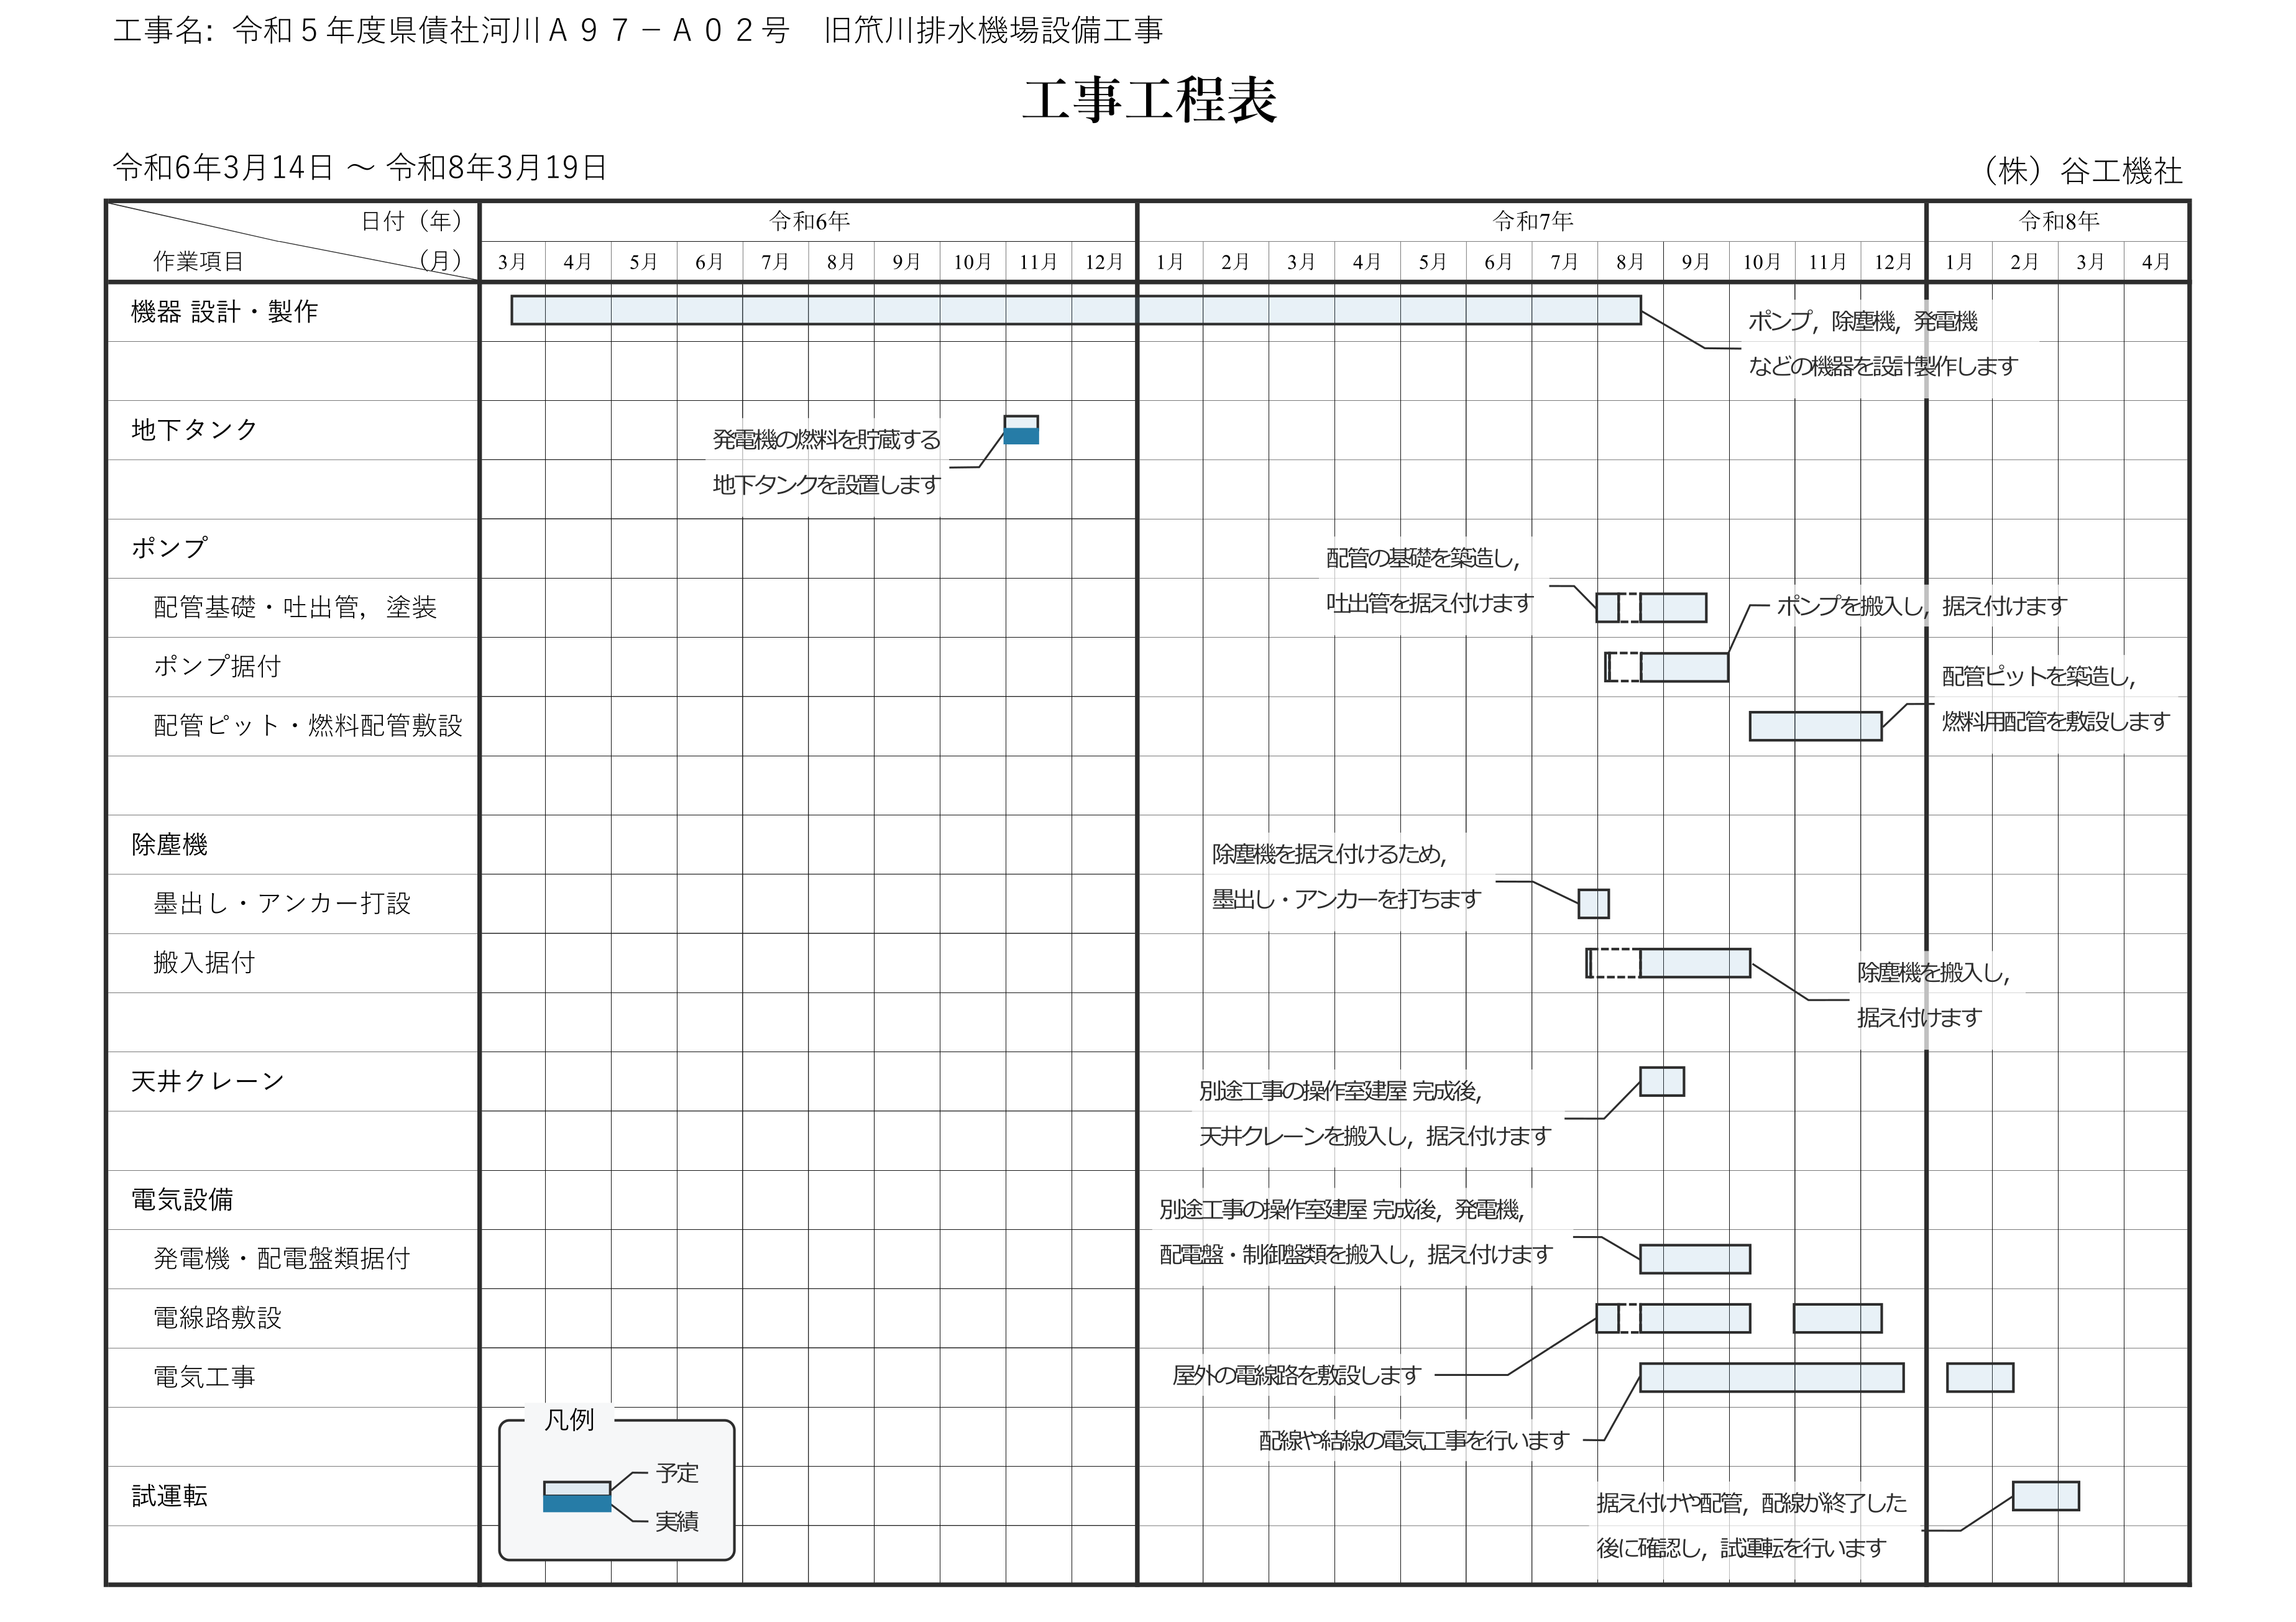 工事名: 令和５年度県債社河川Ａ９７－Ａ０２号　旧笊川排水機場設備工事
工事工程表
令和6年3月14日 ～ 令和8年3月19日
（株）谷工機社
日付（年）
（月）
作業項目
令和6年
令和7年
令和8年
3月 4月 5月 6月 7月 8月 9月 10月 11月 12月 1月 2月 3月 4月 5月 6月 7月 8月 9月 10月 11月 12月 1月 2月 3月 4月
機器 設計・製作
ポンプ，除塵機，発電機
などの機器を設計製作します
地下タンク
発電機の燃料を貯蔵する
地下タンクを設置します
ポンプ
配管の基礎を築造し，
吐出管を据え付けます
配管基礎・吐出管，塗装
ポンプを搬入し，据え付けます
ポンプ据付
配管ピットを築造し，
燃料用配管を敷設します
配管ピット・燃料配管敷設
除塵機
除塵機を据え付けるため，
墨出し・アンカーを打ちます
墨出し・アンカー打設
搬入据付
除塵機を搬入し，
据え付けます
天井クレーン
別途工事の操作室建屋 完成後，
天井クレーンを搬入し，据え付けます
電気設備
別途工事の操作室建屋 完成後，発電機，
配電盤・制御盤類を搬入し，据え付けます
発電機・配電盤類据付
電線路敷設
屋外の電線路を敷設します
電気工事
配線や結線の電気工事を行います
凡例
予定
実績
試運転
据え付けや配管，配線が終了した
後に確認し，試運転を行います